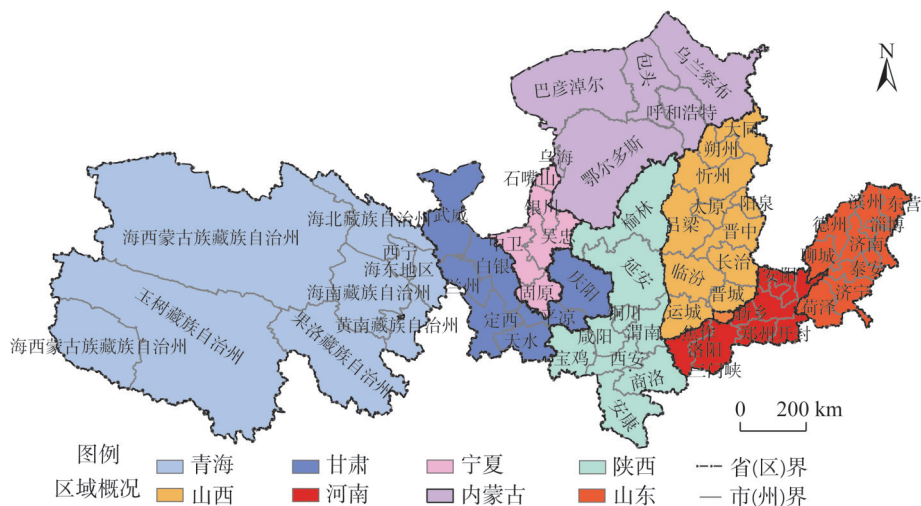 N
乌兰察布
包头
巴彦淖尔
呼和浩特
大同
乌海
朔州
鄂尔多斯
石嘴山
忻州
银川
武威
太原
阳泉
滨州
东营
海北藏族自治州
榆林
吕梁
德州
淄博
海西蒙古族藏族自治州
吴忠
晋中
西宁
中卫
聊城
济南
海东地区
白银
延安
长治
泰安
兰州
庆阳
临汾
海南藏族自治州
固原
晋城
济宁
玉树藏族自治州
定西
平凉
铜川
运城
菏泽
黄南藏族自治州
果洛藏族自治州
咸阳
渭南
郑州
开封
海西蒙古族藏族自治州
天水
洛阳
宝鸡
西安
三门峡
商洛
安康
0 200 km
图例
区域概况
青海
甘肃
宁夏
陕西
省(区)界
山西
河南
内蒙古
山东
市(州)界